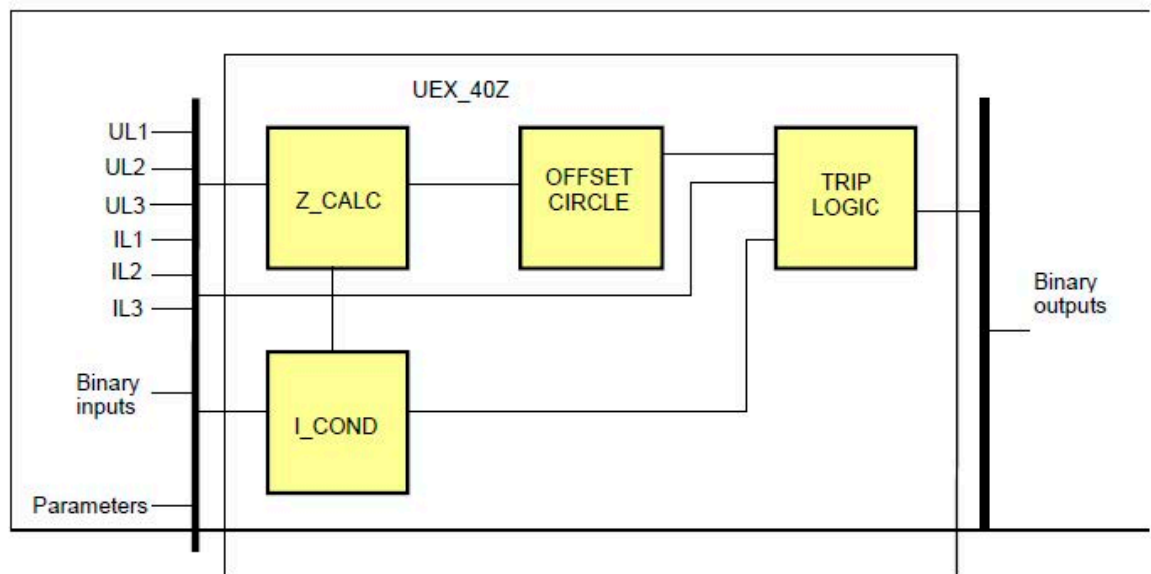 UEX_40Z
UL1
UL2
UL3
IL1
IL2
IL3
Binary
inputs
Parameters
Z_CALC
OFFSET
CIRCLE
TRIP
LOGIC
I_COND
Binary
outputs